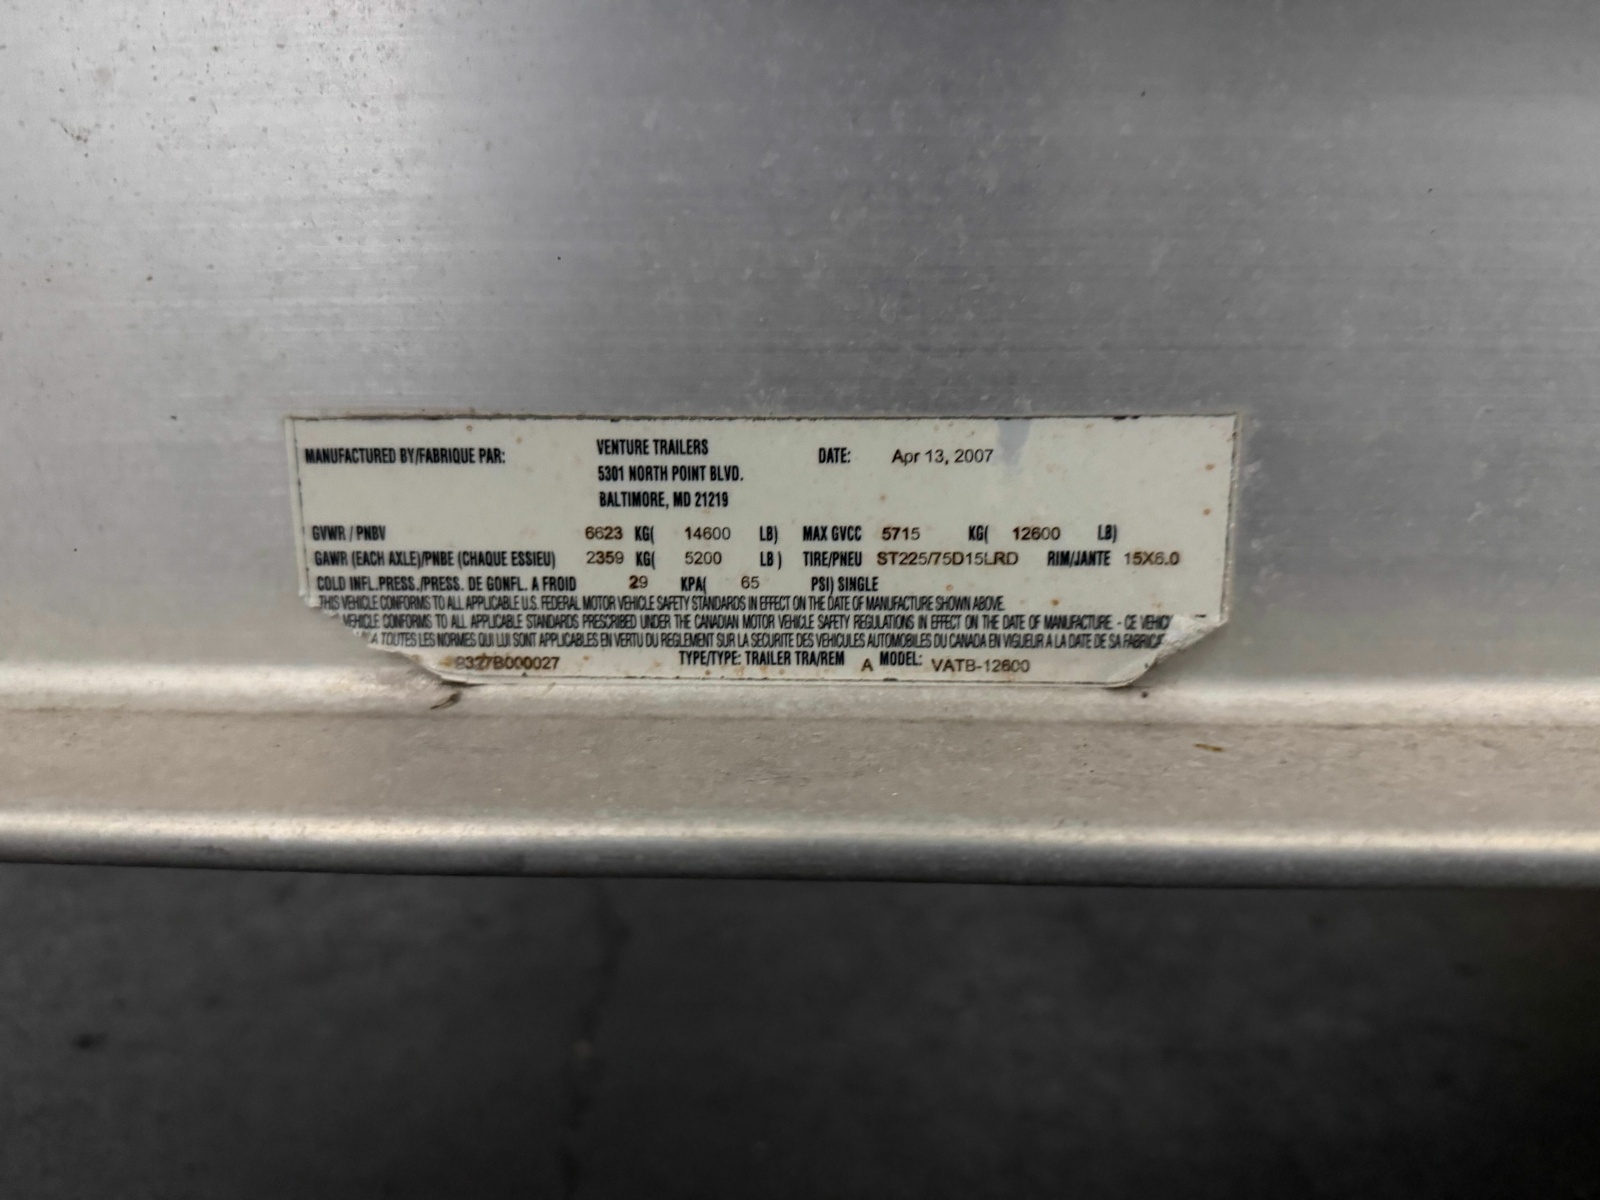 MANUFACTURED BY/FABRIQUE PAR: VENTURE TRAILERS DATE: Apr 13, 2007
5301 NORTH POINT BLVD.
BALTIMORE, MD 21219
GVWR / PNBV 6623 KG( 14600 LB) MAX GVCC 5715 KG( 12600 LB)
GAWR (EACH AXLE)/PNBE (CHAQUE ESSIEU) 2359 KG( 5200 LB ) TIRE/PNEU ST225/75D15LRD RIM/JANTE 15X6.0
COLD INFL.PRESS./PRESS. DE GONFL. A FROID 29 KPA( 65 PSI) SINGLE
THIS VEHICLE CONFORMS TO ALL APPLICABLE U.S. FEDERAL MOTOR VEHICLE SAFETY STANDARDS IN EFFECT ON THE DATE OF MANUFACTURE SHOWN ABOVE.
VEHICLE CONFORMS TO ALL APPLICABLE STANDARDS PRESCRIBED UNDER THE CANADIAN MOTOR VEHICLE SAFETY REGULATIONS IN EFFECT ON THE DATE OF MANUFACTURE. - CE
A TOUTES LES NORMES QUI LUI SONT APPLICABLES EN VERTU DU REGLEMENT SUR LA SECURITE DES VEHICULES AUTOMOBILES DU CANADA EN VIGUEUR A LA DATE DE SA
9327B000027 TYPE/TYPE: TRAILER TRA/REM A MODEL: VATB-12600